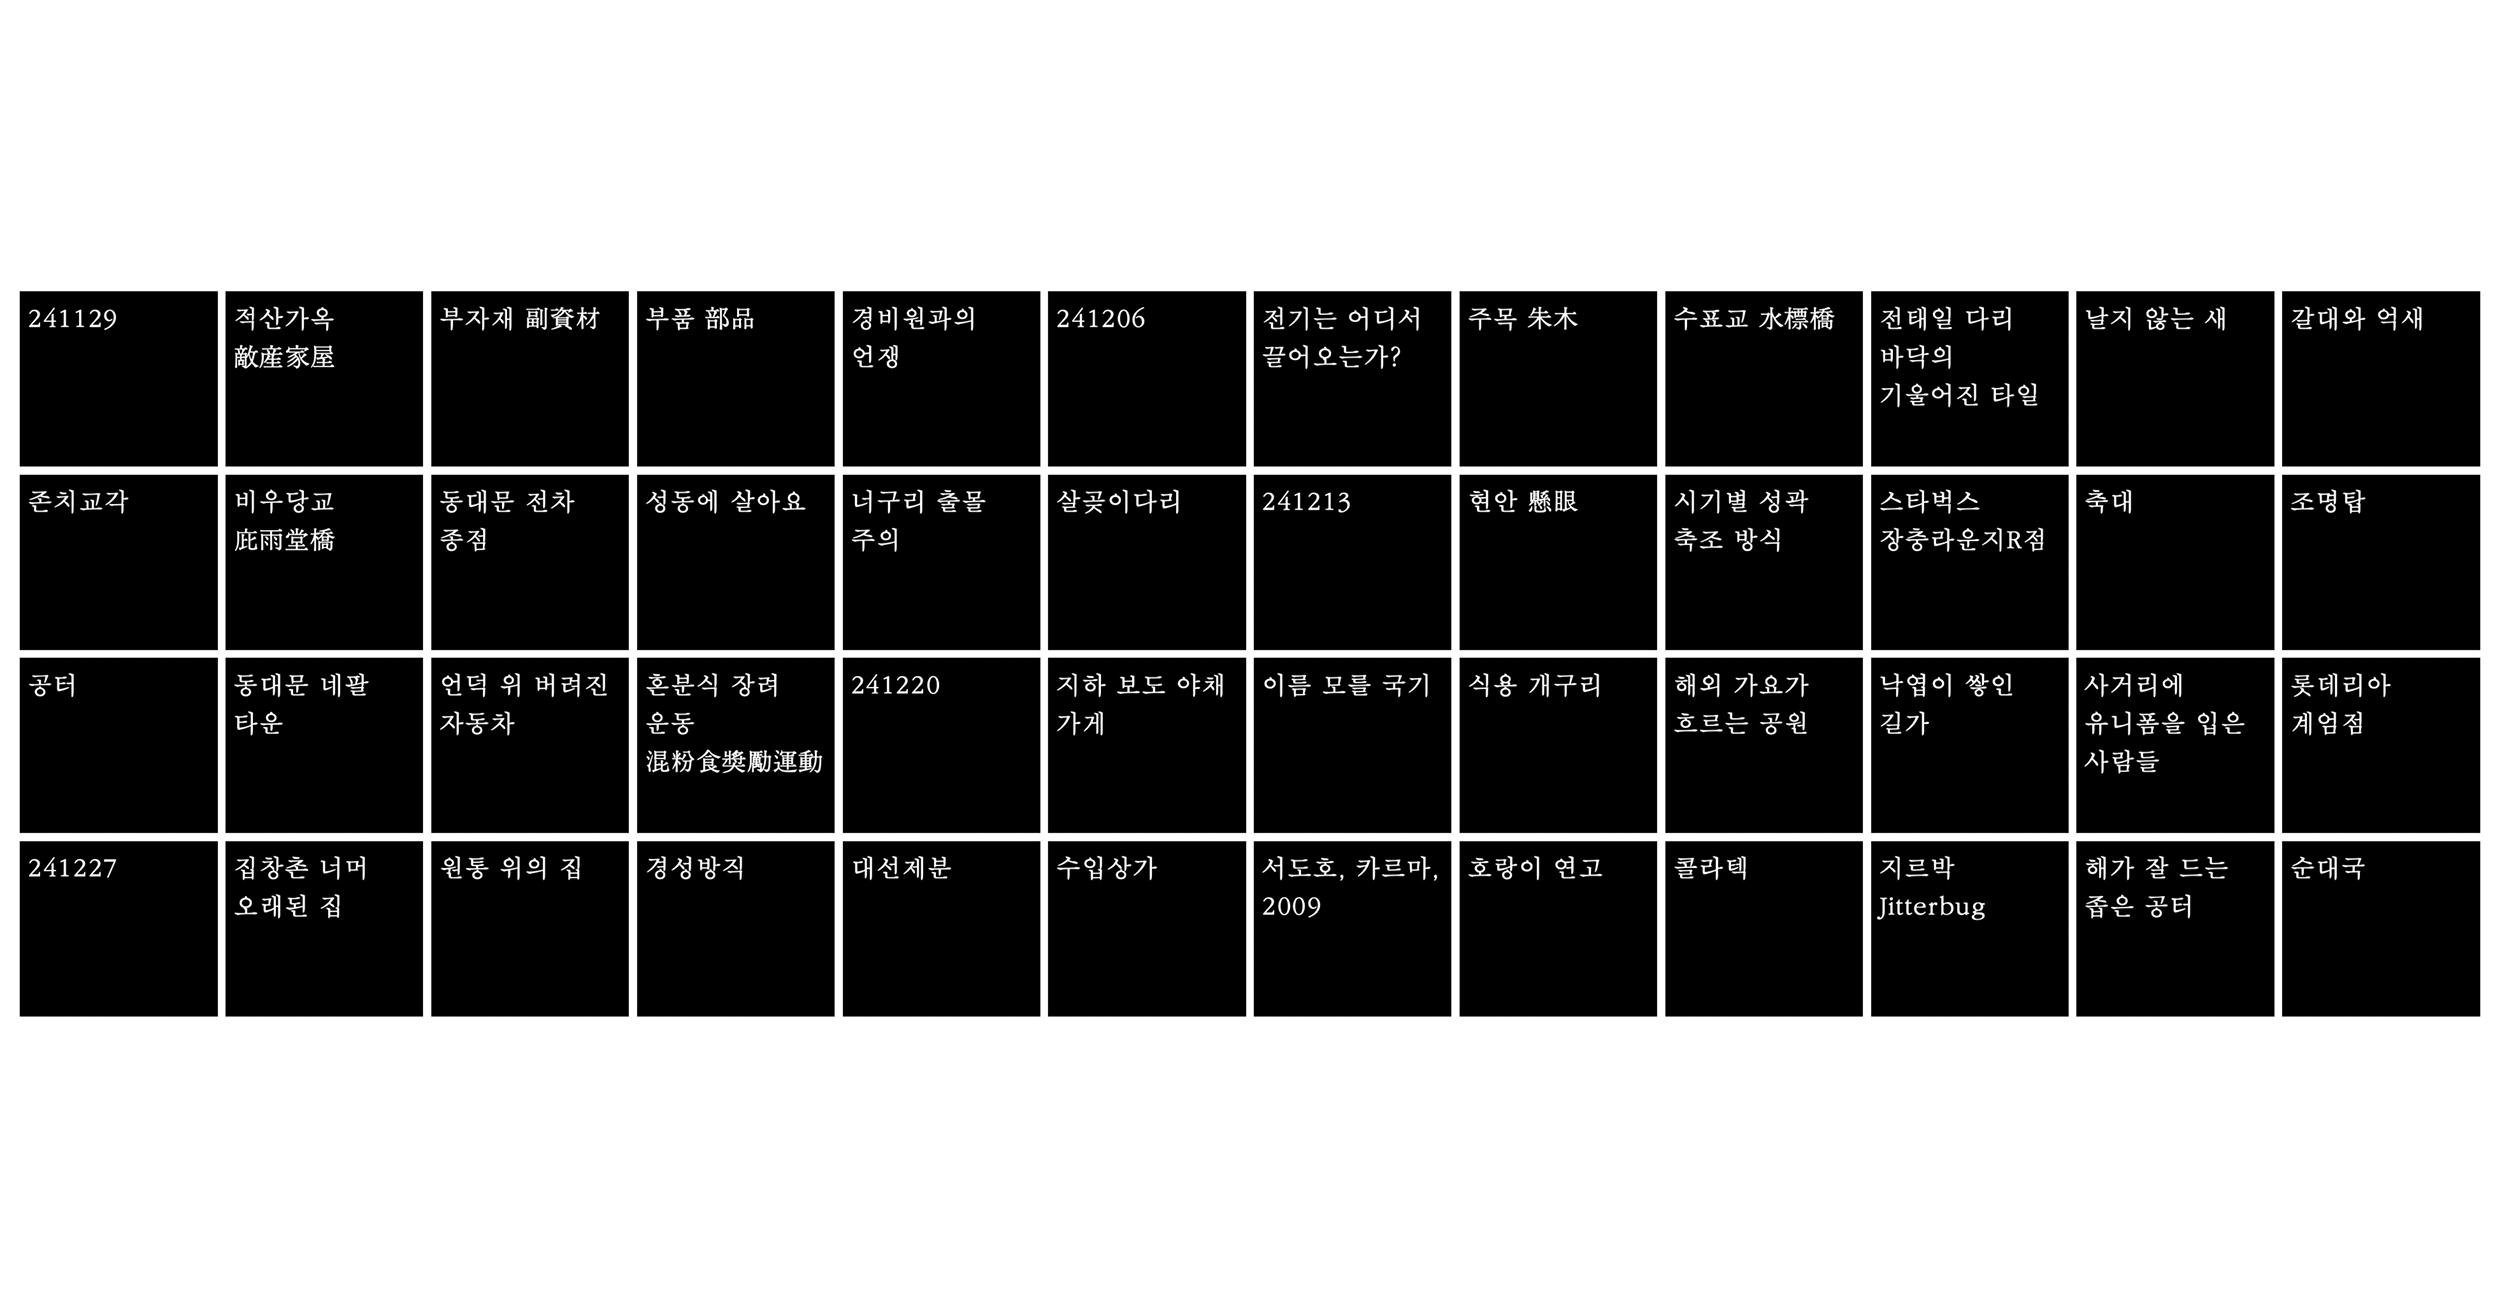 241129
적산가옥
敵産家屋
부자재 副資材
부품 部品
경비원과의
언쟁
241206
전기는 어디서
끌어오는가?
주목 朱木
수표교 水標橋
전태일 다리
바닥의
기울어진 타일
날지 않는 새
갈대와 억새
존치교각
비우당교
庇雨堂橋
동대문 전차
종점
성동에 살아요
너구리 출몰
주의
살곶이다리
241213
현안 懸眼
시기별 성곽
축조 방식
스타벅스
장충라운지R점
축대
조명탑
공터
동대문 네팔
타운
언덕 위 버려진
자동차
혼분식 장려
운동
混粉食奬勵運動
241220
지하 보도 야채
가게
이름 모를 국기
식용 개구리
해외 가요가
흐르는 공원
낙엽이 쌓인
길가
사거리에
유니폼을 입은
사람들
롯데리아
계엄점
241227
집창촌 너머
오래된 집
원통 위의 집
경성방직
대선제분
수입상가
서도호, 카르마,
2009
호랑이 연고
콜라텍
지르박
Jitterbug
해가 잘 드는
좁은 공터
순대국